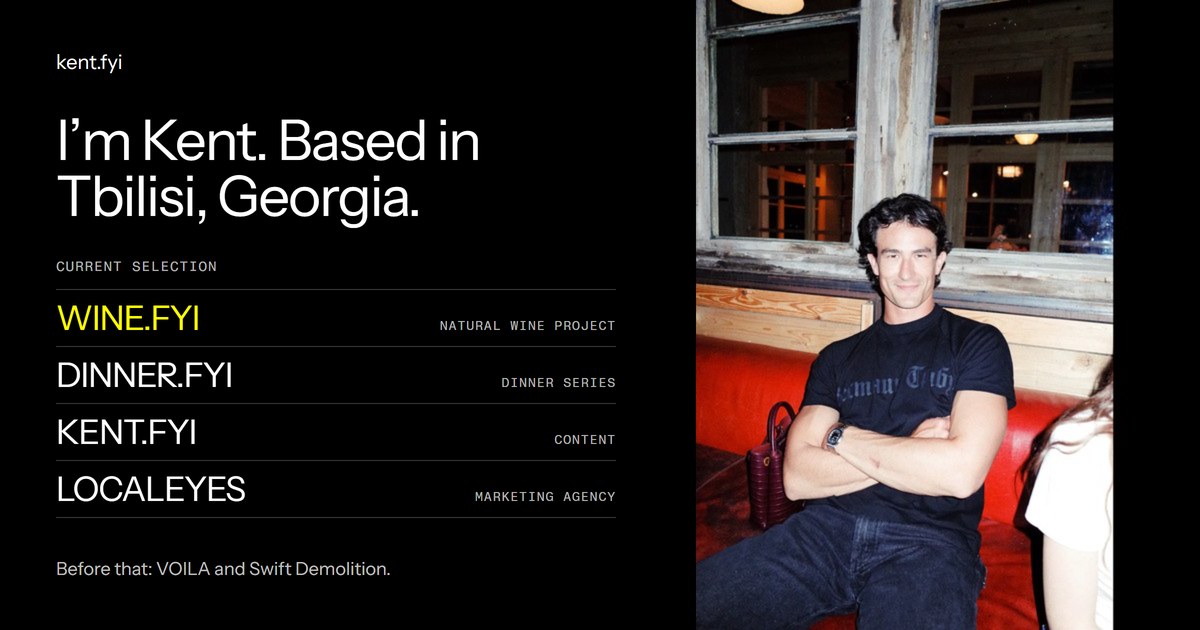 kent.fyi
I'm Kent. Based in
Tbilisi, Georgia.
CURRENT SELECTION
WINE.FYI NATURAL WINE PROJECT
DINNER.FYI DINNER SERIES
KENT.FYI CONTENT
LOCALEYES MARKETING AGENCY
Before that: VOILA and Swift Demolition.